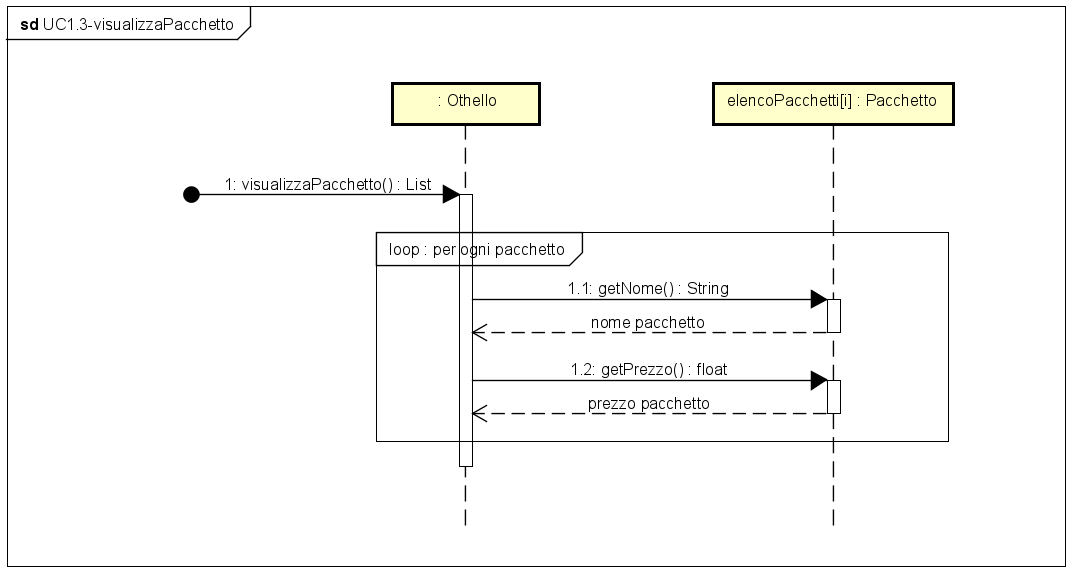 sd UC1.3-visualizzaPacchetto
: Othello
elencoPacchetti[i] : Pacchetto
1: visualizzaPacchetto() : List
loop : per ogni pacchetto
1.1: getNome() : String
nome pacchetto
1.2: getPrezzo() : float
prezzo pacchetto